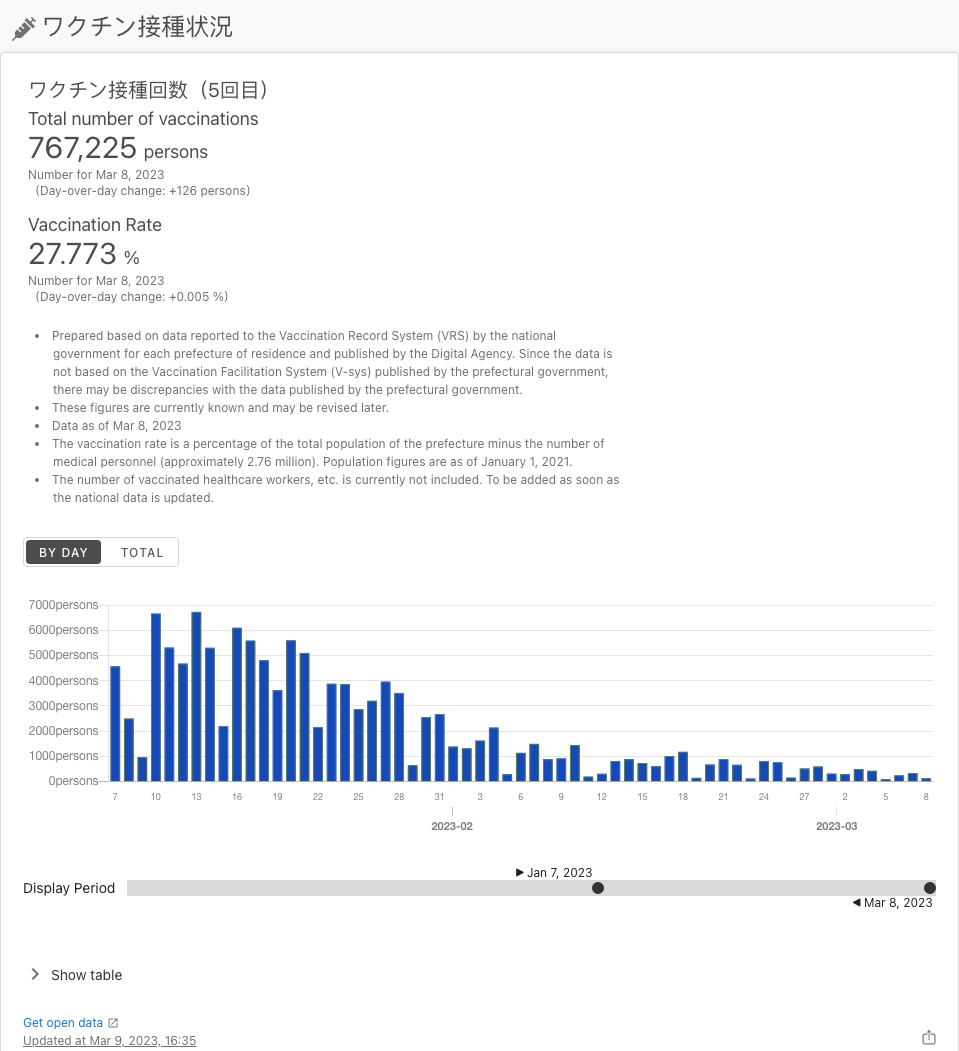 ワクチン接種状況
ワクチン接種回数（5回目）
Total number of vaccinations
767,225 persons
Number for Mar 8, 2023
（Day-over-day change: +126 persons）
Vaccination Rate
27.773 %
Number for Mar 8, 2023
（Day-over-day change: +0.005 %）
• Prepared based on data reported to the Vaccination Record System (VRS) by the national
government for each prefecture of residence and published by the Digital Agency. Since the data is
not based on the Vaccination Facilitation System (V-sys) published by the prefectural government,
there may be discrepancies with the data published by the prefectural government.
• These figures are currently known and may be revised later.
• Data as of Mar 8, 2023
• The vaccination rate is a percentage of the total population of the prefecture minus the number of
medical personnel (approximately 2.76 million). Population figures are as of January 1, 2021.
• The number of vaccinated healthcare workers, etc. is currently not included. To be added as soon as
the national data is updated.
BY DAY TOTAL
7000persons
6000persons
5000persons
4000persons
3000persons
2000persons
1000persons
0persons
7 10 13 16 19 22 25 28 31 3 6 9 12 15 18 21 24 27 2 5 8
2023-02 2023-03
Jan 7, 2023
Display Period
Mar 8, 2023
Show table
Get open data
Updated at Mar 9, 2023, 16:35